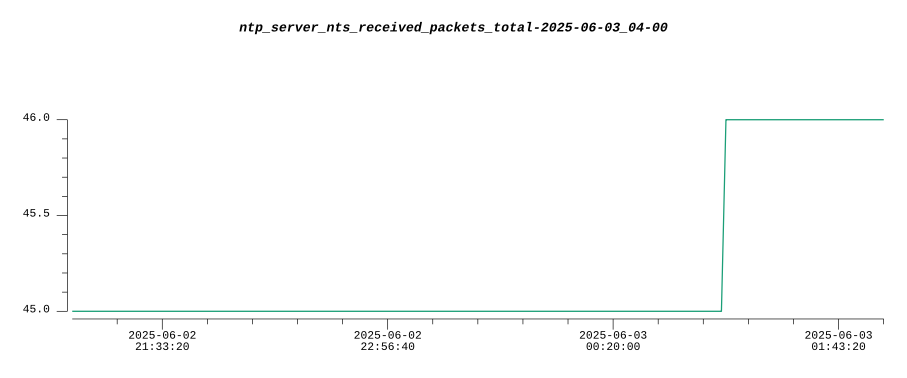 ntp_server_nts_received_packets_total-2025-06-03_04-00
46.0
45.5
45.0
2025-06-02 2025-06-02 2025-06-03 2025-06-03
21:33:20 22:56:40 00:20:00 01:43:20